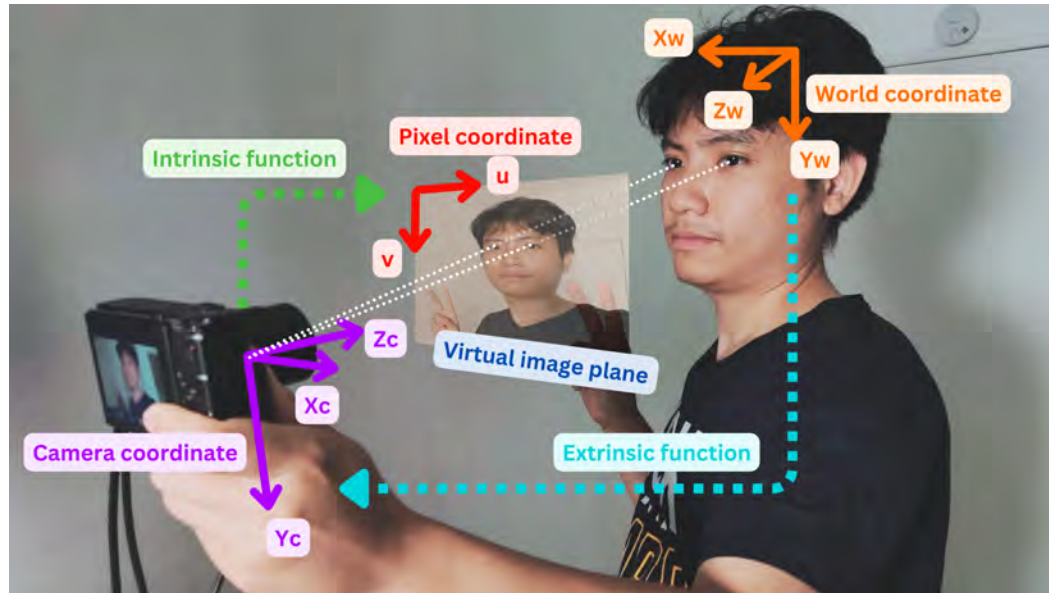 Xw
Zw
World coordinate
Yw
Pixel coordinate
u
v
Intrinsic function
Zc
Xc
Virtual image plane
Camera coordinate
Extrinsic function
Yc